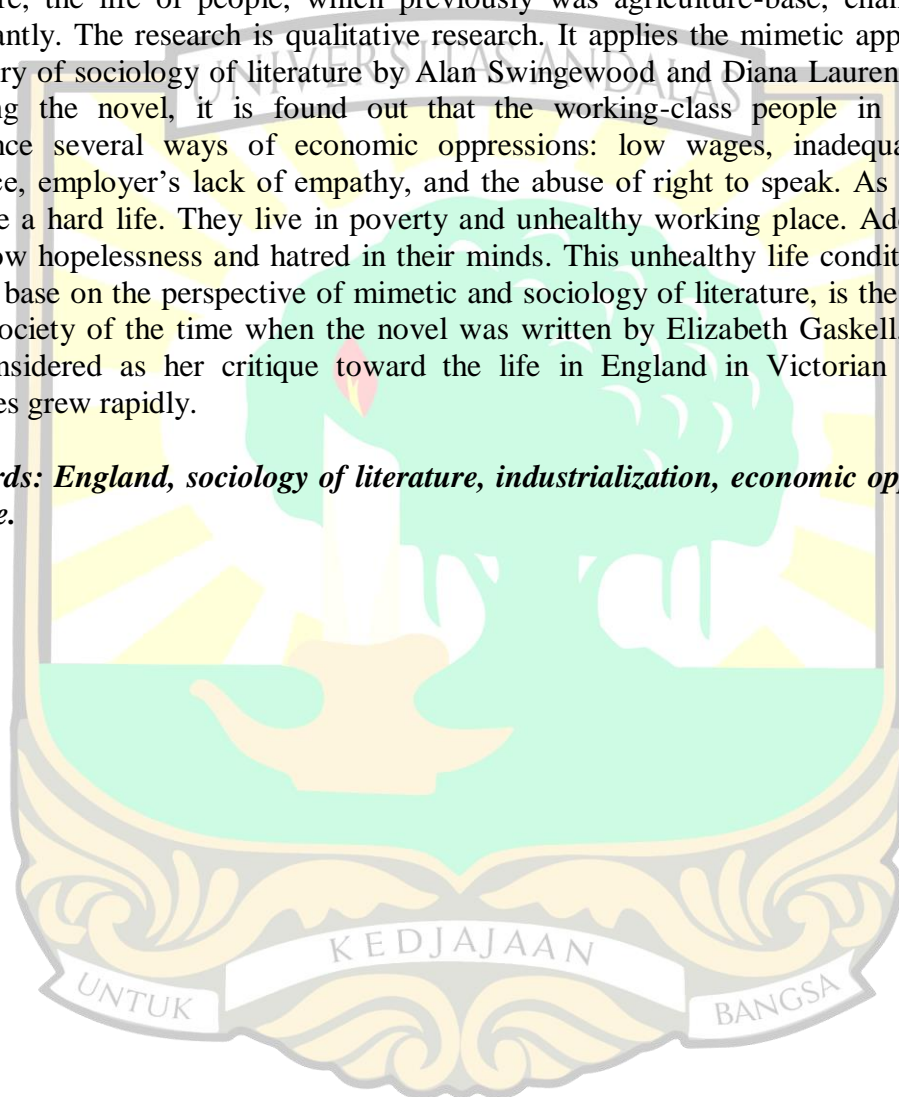 re, the life of people, which previously was agriculture-base, chan
antly. The research is qualitative research. It applies the mimetic app
ry of sociology of literature by Alan Swingewood and Diana Lauren
ng the novel, it is found out that the working-class people in
nce several ways of economic oppressions: low wages, inadequa
ce, employer's lack of empathy, and the abuse of right to speak. As
e a hard life. They live in poverty and unhealthy working place. Add
ow hopelessness and hatred in their minds. This unhealthy life condit
base on the perspective of mimetic and sociology of literature, is the
ociety of the time when the novel was written by Elizabeth Gaskell.
nsidered as her critique toward the life in England in Victorian
es grew rapidly.
rds: England, sociology of literature, industrialization, economic opp
e.
UNIVERSITAS ANDALAS
KEDJAJAAN
UNTUK BANGSA